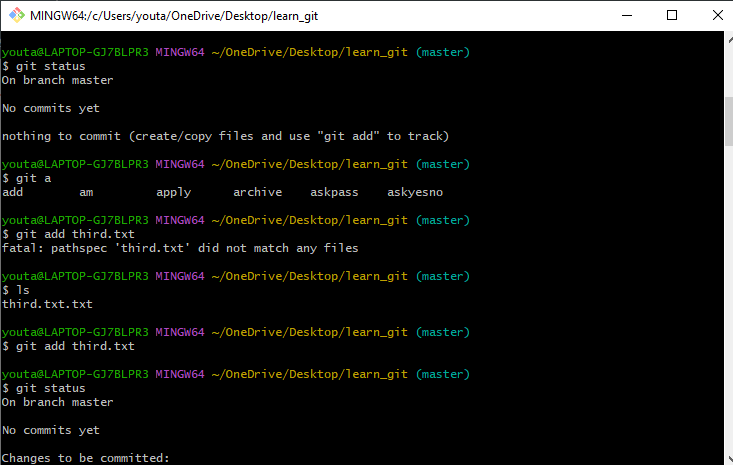 MINGW64:/c/Users/youta/OneDrive/Desktop/learn_git
youta@LAPTOP-GJ7BLPR3 MINGW64 ~/OneDrive/Desktop/learn_git (master)
$ git status
On branch master
No commits yet
nothing to commit (create/copy files and use "git add" to track)
youta@LAPTOP-GJ7BLPR3 MINGW64 ~/OneDrive/Desktop/learn_git (master)
$ git a
add am apply archive askpass askyesno
youta@LAPTOP-GJ7BLPR3 MINGW64 ~/OneDrive/Desktop/learn_git (master)
$ git add third.txt
fatal: pathspec 'third.txt' did not match any files
youta@LAPTOP-GJ7BLPR3 MINGW64 ~/OneDrive/Desktop/learn_git (master)
$ ls
third.txt.txt
youta@LAPTOP-GJ7BLPR3 MINGW64 ~/OneDrive/Desktop/learn_git (master)
$ git add third.txt
youta@LAPTOP-GJ7BLPR3 MINGW64 ~/OneDrive/Desktop/learn_git (master)
$ git status
On branch master
No commits yet
Changes to be committed: